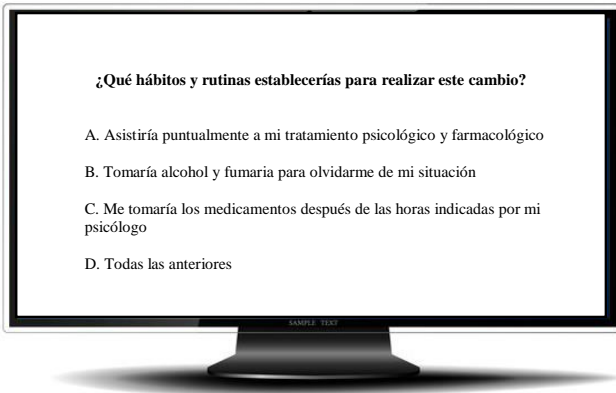 ¿Qué hábitos y rutinas establecerías para realizar este cambio?
A. Asistiría puntualmente a mi tratamiento psicológico y farmacológico
B. Tomaría alcohol y fumaria para olvidarme de mi situación
C. Me tomaría los medicamentos después de las horas indicadas por mi
psicólogo
D. Todas las anteriores
SAMPLE TEXT